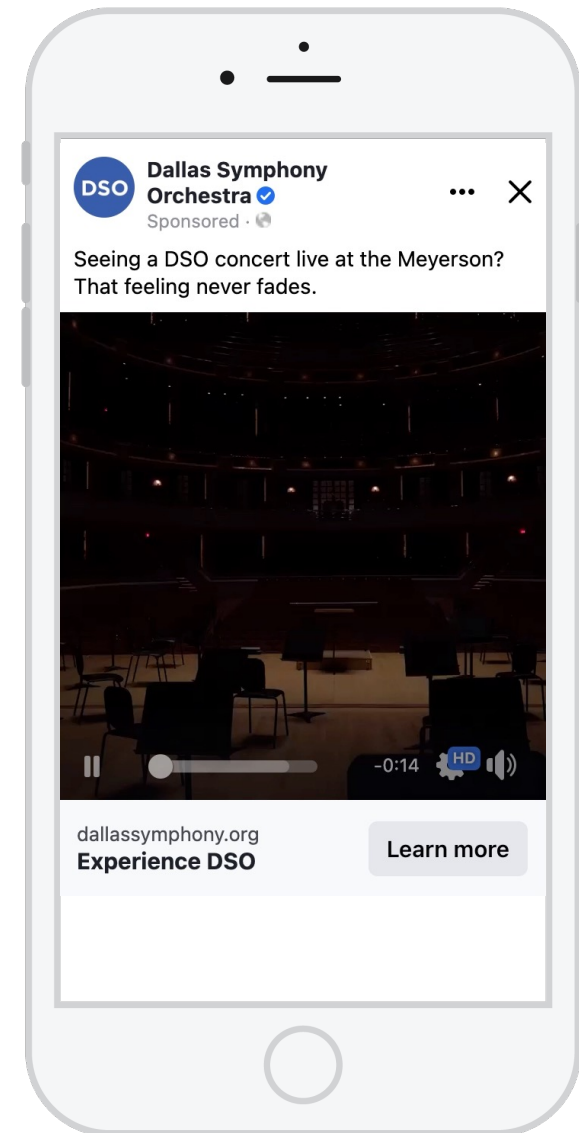 DSO
Dallas Symphony
Orchestra
Sponsored ·
Seeing a DSO concert live at the Meyerson?
That feeling never fades.
-0:14
HD
dallassymphony.org
Experience DSO
Learn more